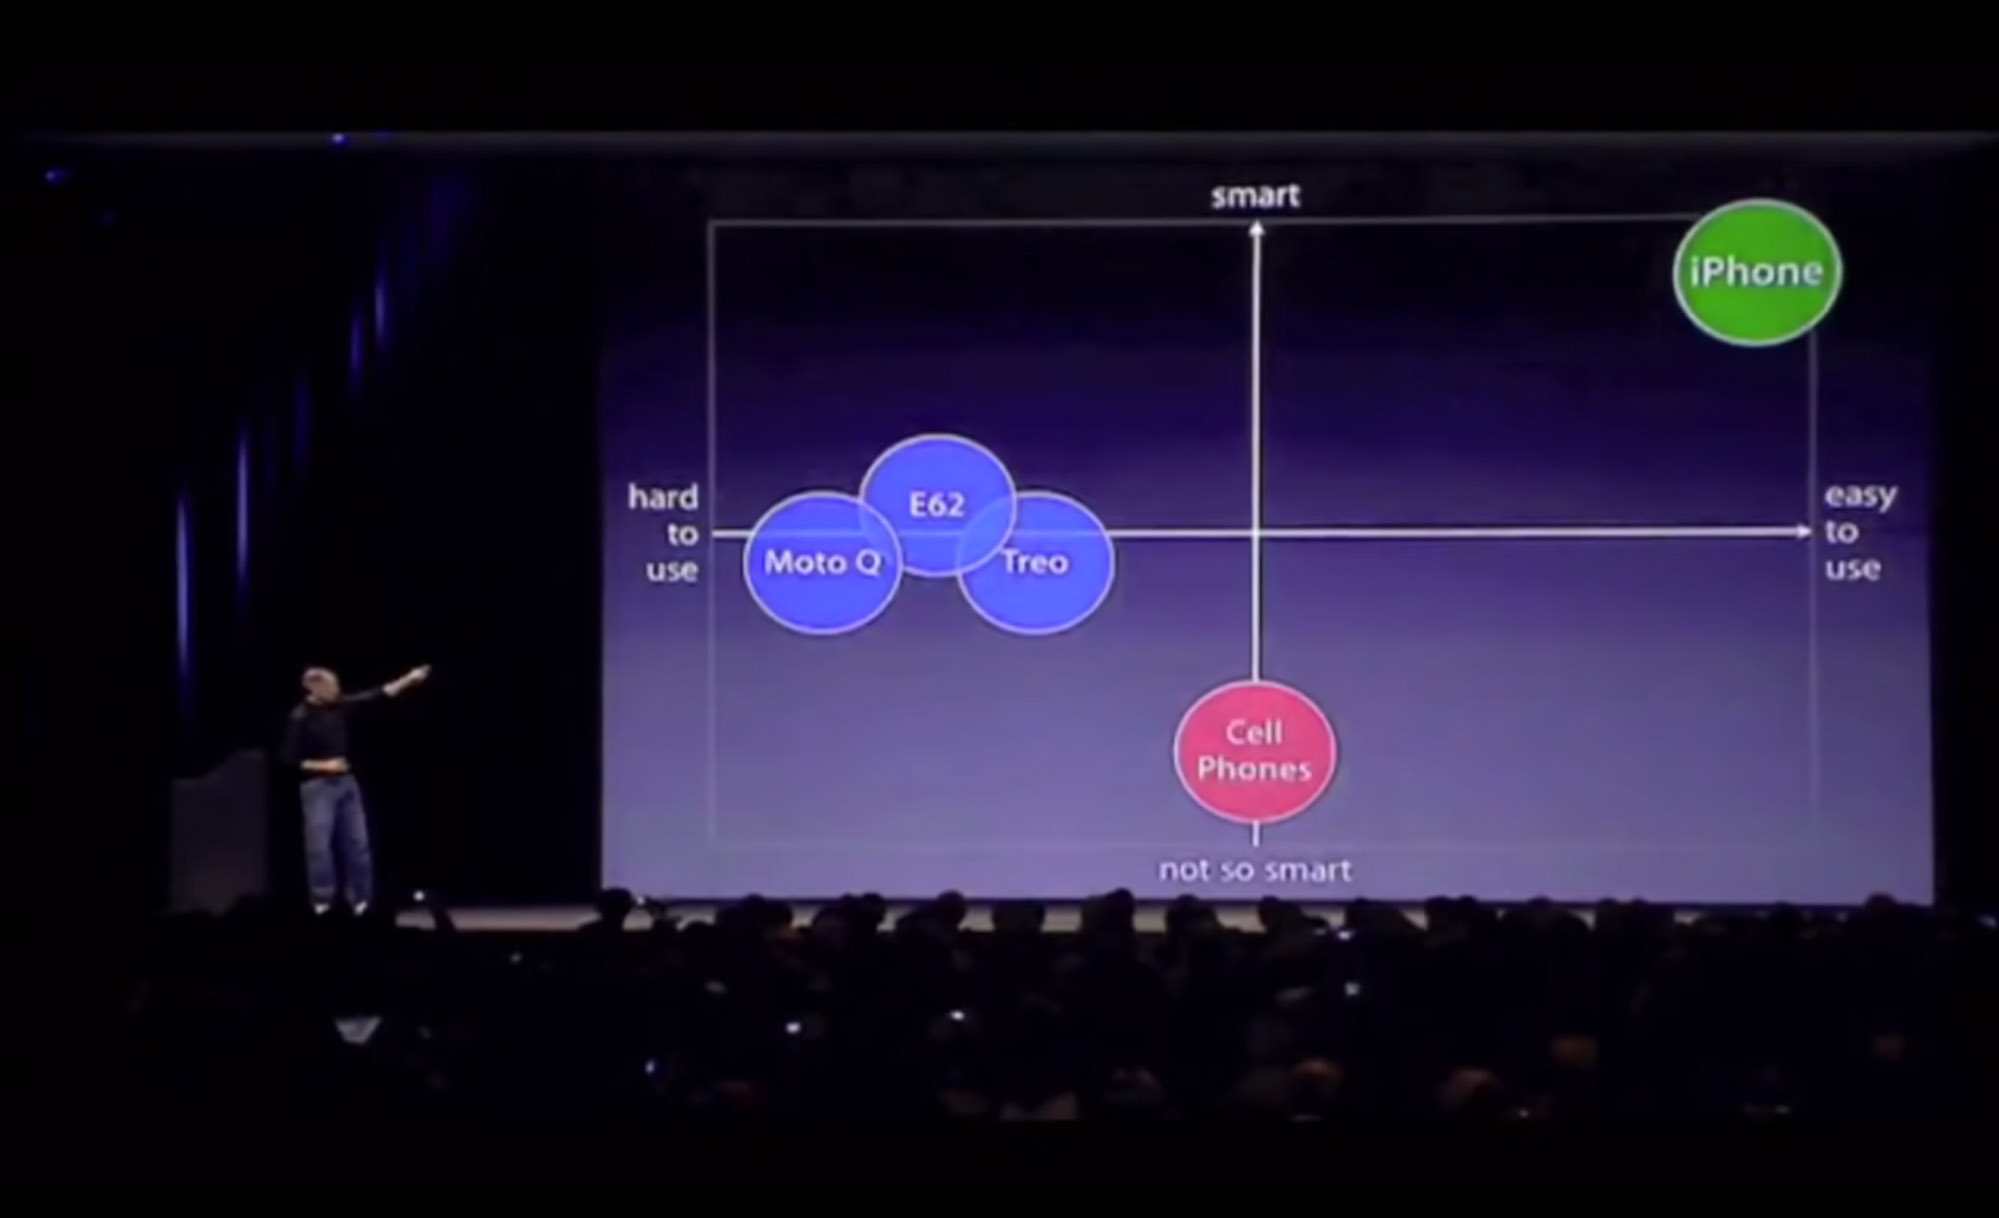 smart
iPhone
hard
to
use
E62
Moto Q
Treo
easy
to
use
Cell
Phones
not so smart